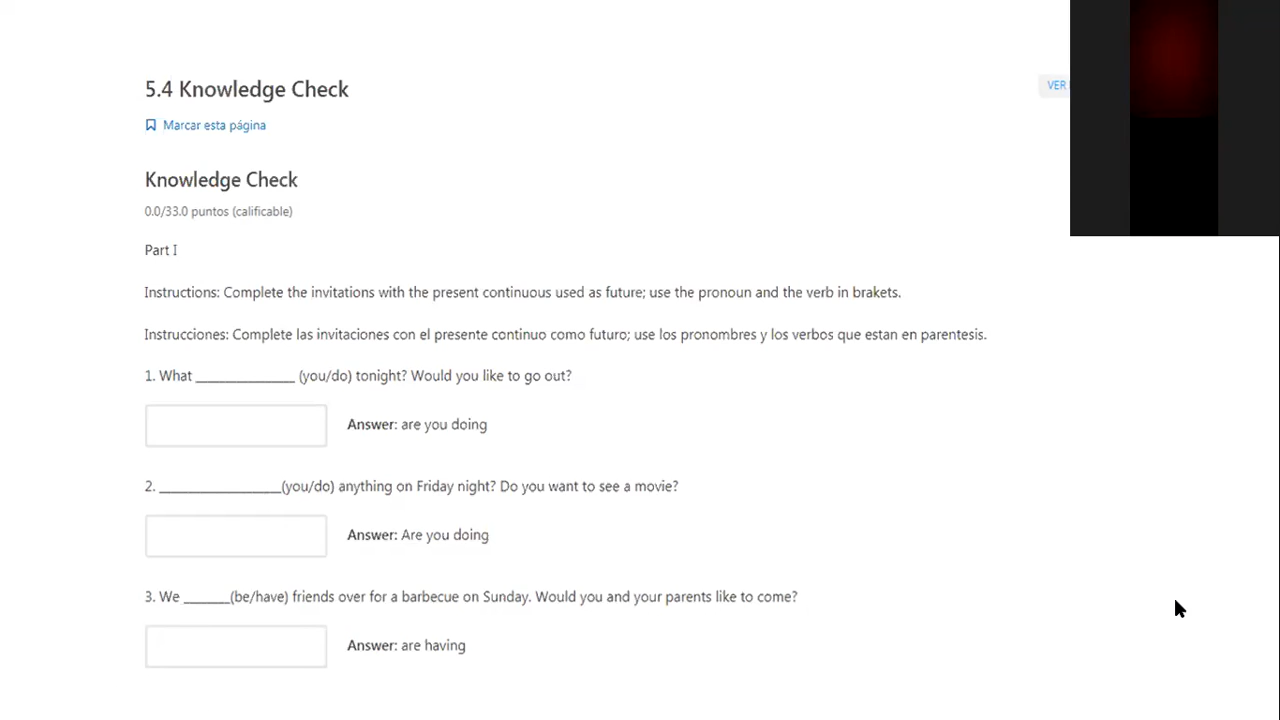 5.4 Knowledge Check
VER
Marcar esta página
Knowledge Check
0.0/33.0 puntos (calificable)
Part I
Instructions: Complete the invitations with the present continuous used as future; use the pronoun and the verb in brakets.
Instrucciones: Complete las invitaciones con el presente continuo como futuro; use los pronombres y los verbos que estan en parentesis.
1. What ______________ (you/do) tonight? Would you like to go out?
Answer: are you doing
2. _________________(you/do) anything on Friday night? Do you want to see a movie?
Answer: Are you doing
3. We ______(be/have) friends over for a barbecue on Sunday. Would you and your parents like to come?
Answer: are having